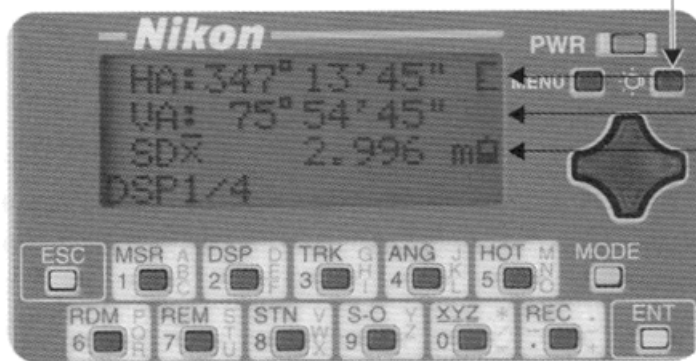 Nikon
PWR
HA:347°13'45" E
MENU
VA: 75°54'45"
SDx̄ 2.996 m
DSP1/4
ESC MSR ABC DSP DEF TRK GHI ANG JKL HOT MNO MODE
1 2 3 4 5
RDM PQR REM STU STN VWX S-O YZ XYZ * REC . ENT
6 7 8 9 0 -.